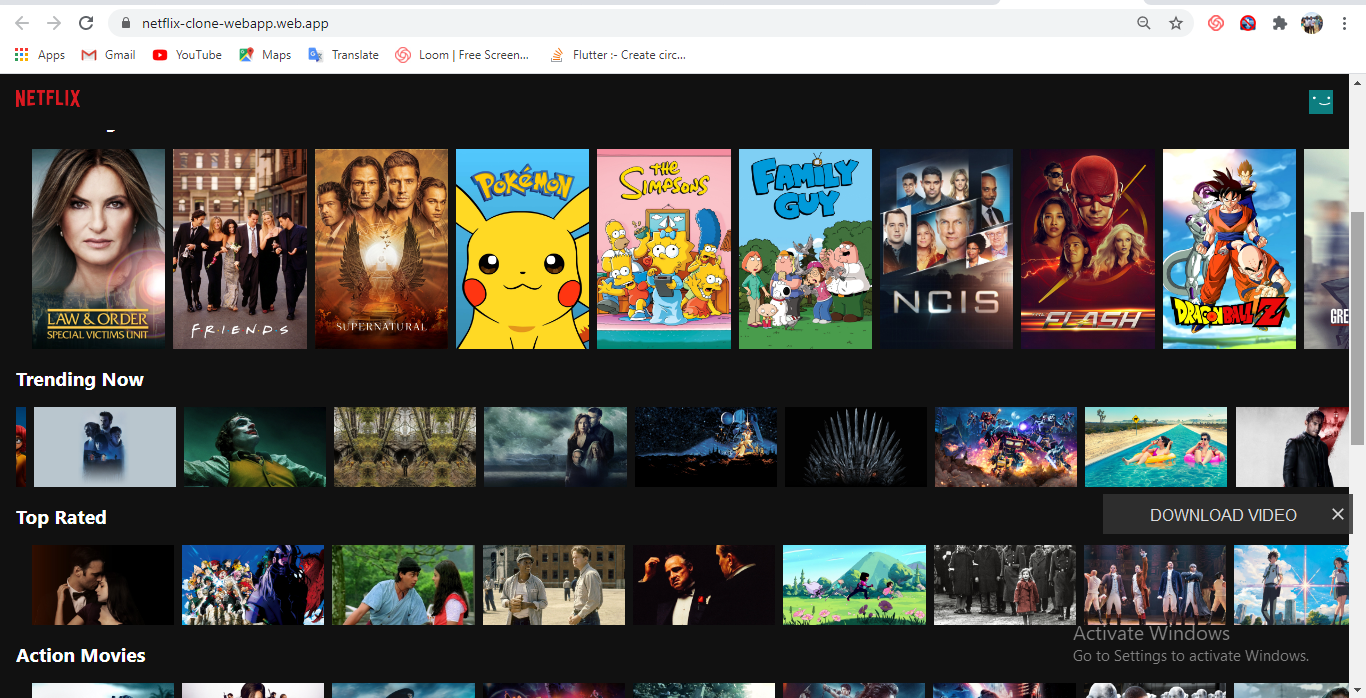 netflix-clone-webapp.web.app
Apps Gmail YouTube Maps Translate Loom | Free Screen... Flutter :- Create circ...
NETFLIX
LAW & ORDER
SPECIAL VICTIMS UNIT
FRIENDS
SUPERNATURAL
POKéMON
THE SIMPSONS
FAMILY GUY
NCIS
THE FLASH
DRAGON BALL Z
GRE
Trending Now
Top Rated
DOWNLOAD VIDEO
Action Movies
Activate Windows
Go to Settings to activate Windows.